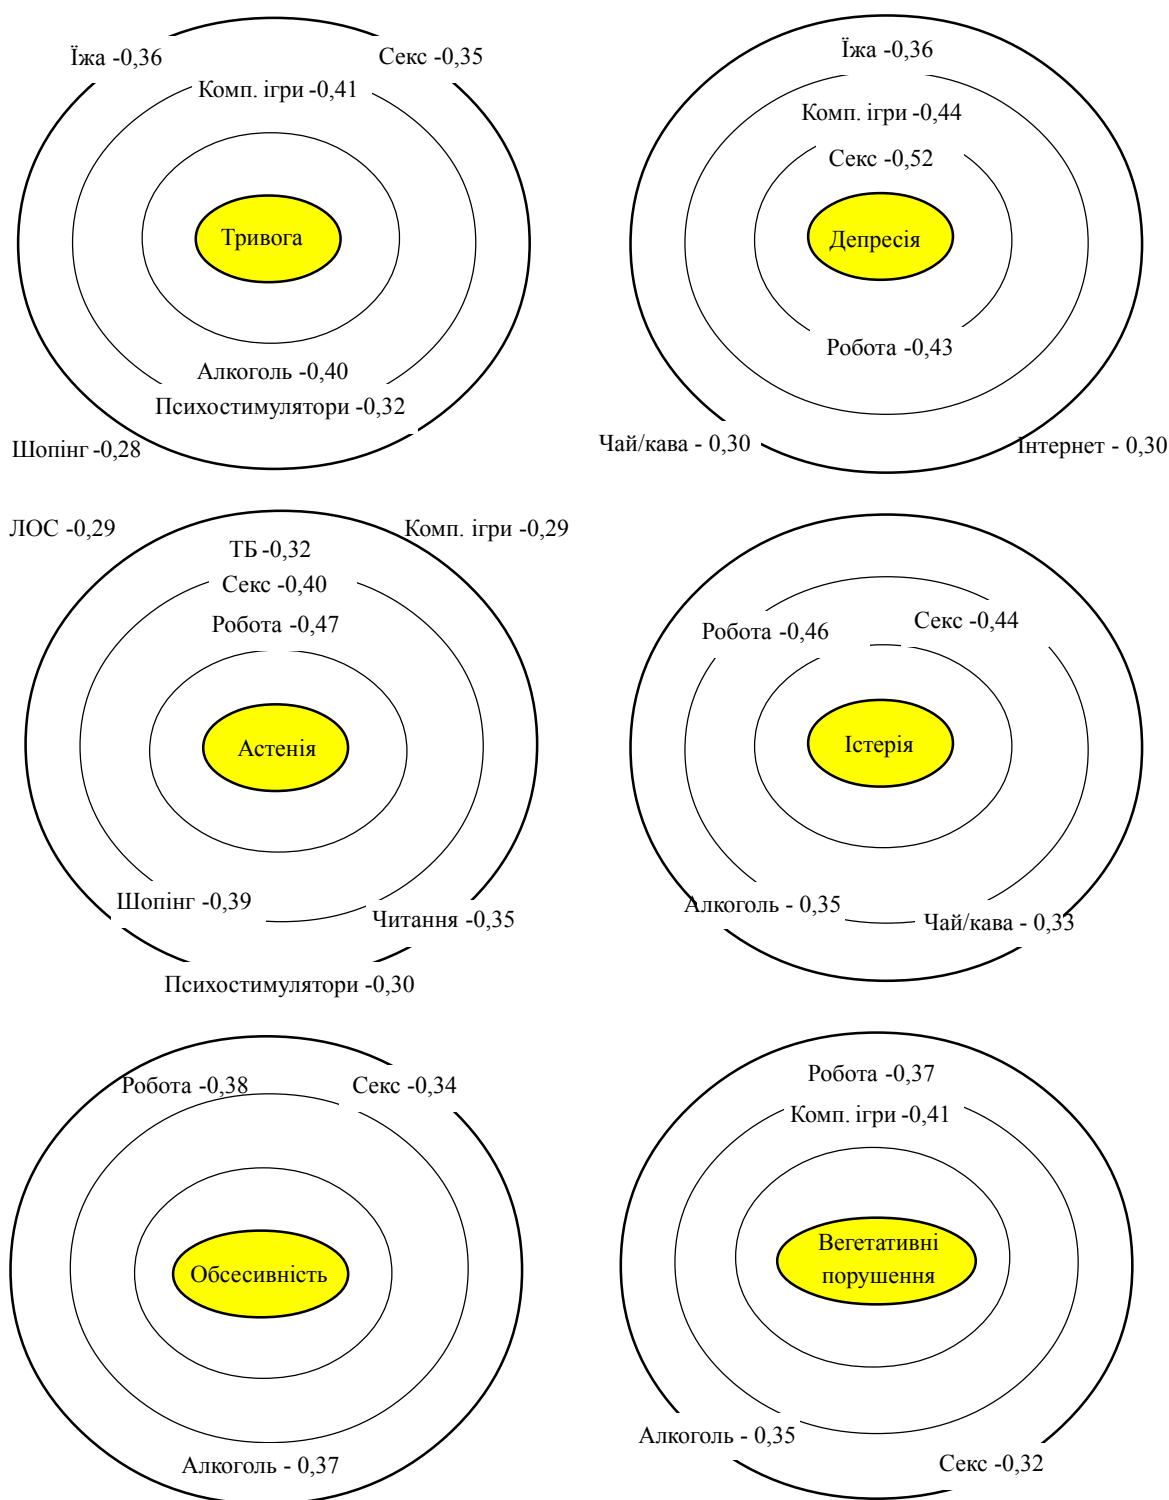 Їжа -0,36
Секс -0,35
Комп. ігри -0,41
Тривога
Алкоголь -0,40
Психостимулятори -0,32
Шопінг -0,28
Їжа -0,36
Комп. ігри -0,44
Секс -0,52
Депресія
Робота -0,43
Чай/кава - 0,30
Інтернет - 0,30
ЛОС -0,29
Комп. ігри -0,29
ТБ -0,32
Секс -0,40
Робота -0,47
Астенія
Шопінг -0,39
Читання -0,35
Психостимулятори -0,30
Робота -0,46
Секс -0,44
Істерія
Алкоголь - 0,35
Чай/кава - 0,33
Робота -0,38
Секс -0,34
Обсесивність
Алкоголь - 0,37
Робота -0,37
Комп. ігри -0,41
Вегетативні
порушення
Алкоголь - 0,35
Секс -0,32